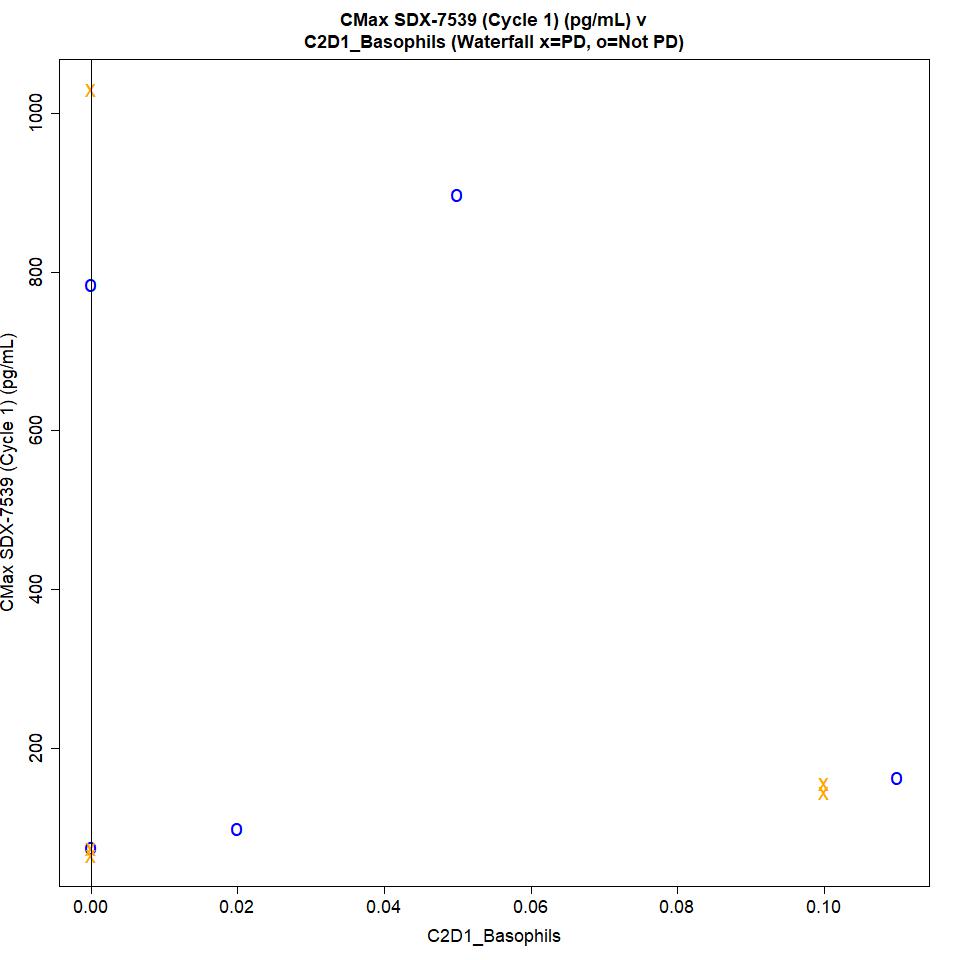 CMax SDX-7539 (Cycle 1) (pg/mL) v
C2D1_Basophils (Waterfall x=PD, o=Not PD)
CMax SDX-7539 (Cycle 1) (pg/mL)
1000
800
600
400
200
0.00 0.02 0.04 0.06 0.08 0.10
C2D1_Basophils